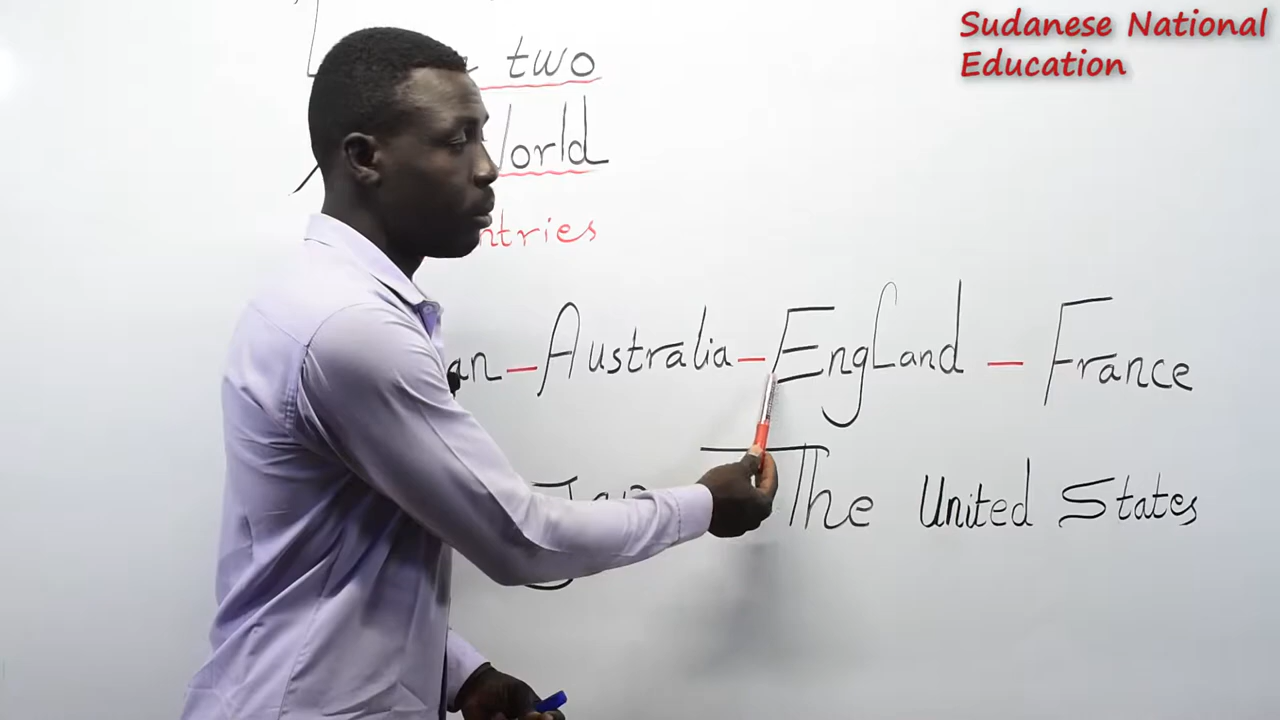 Sudanese National
Education
two
World
ntries
an – Australia – England – France
The United States